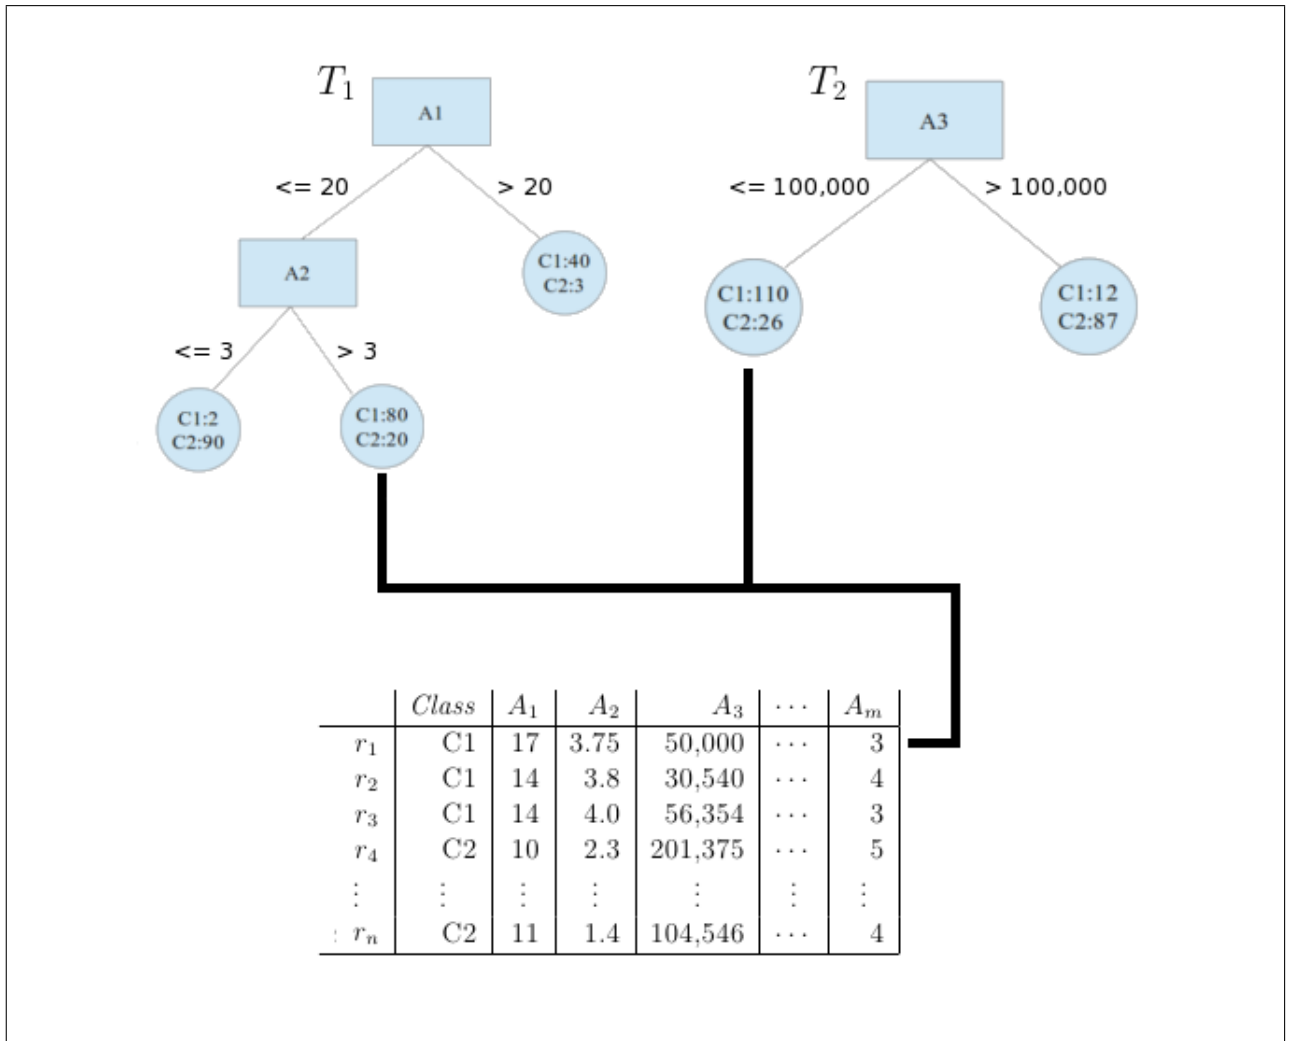 T1
A1
T2
A3
<= 20
> 20
<= 100,000
> 100,000
A2
C1:40
C2:3
C1:110
C2:26
C1:12
C2:87
<= 3
> 3
C1:2
C2:90
C1:80
C2:20
Class A1 A2 A3 ··· Am
r1 C1 17 3.75 50,000 ··· 3
r2 C1 14 3.8 30,540 ··· 4
r3 C1 14 4.0 56,354 ··· 3
r4 C2 10 2.3 201,375 ··· 5
⋮ ⋮ ⋮ ⋮ ⋮ ⋮ ⋮
rn C2 11 1.4 104,546 ··· 4